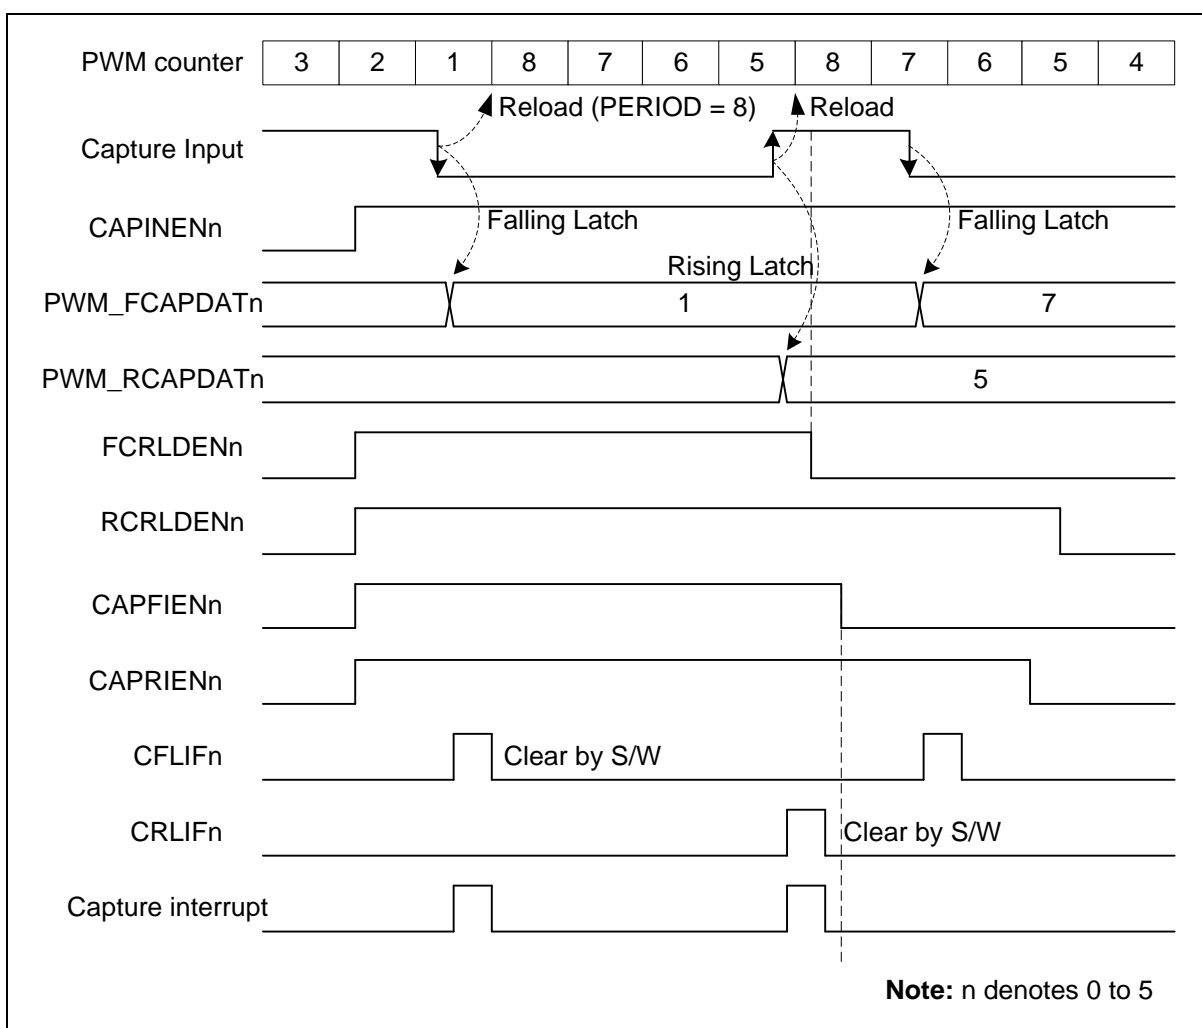 PWM counter 3 2 1 8 7 6 5 8 7 6 5 4
Reload (PERIOD = 8) Reload
Capture Input
CAPINENn Falling Latch Falling Latch
Rising Latch
PWM_FCAPDATn 1 7
PWM_RCAPDATn 5
FCRLDENn
RCRLDENn
CAPFIENn
CAPRIENn
CFLIFn Clear by S/W
CRLIFn Clear by S/W
Capture interrupt
Note: n denotes 0 to 5